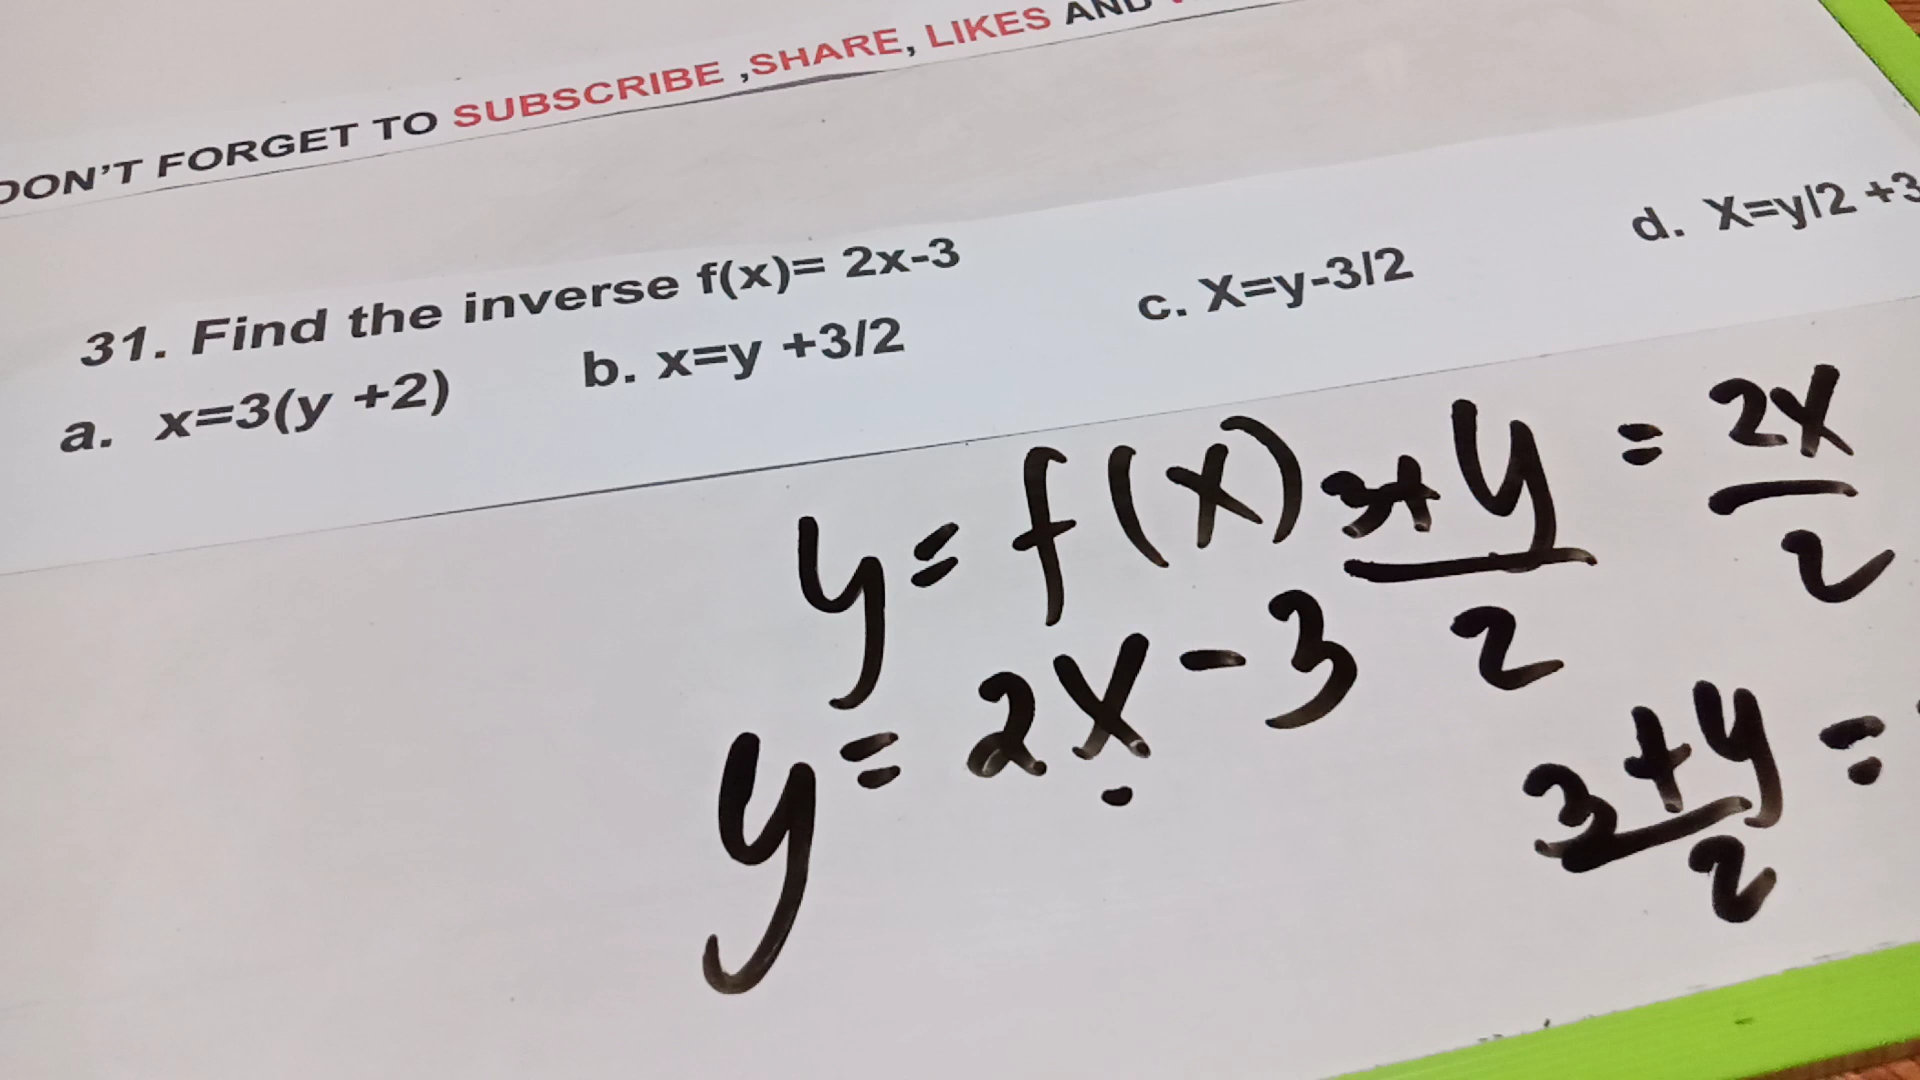 DON'T FORGET TO SUBSCRIBE ,SHARE, LIKES AND
31. Find the inverse f(x)= 2x-3
a. x=3(y +2) b. x=y +3/2 c. X=y-3/2 d. X=y/2 +3
y = f(x)
3+y/2 = 2x/2
y = 2x - 3
3+y/2 =